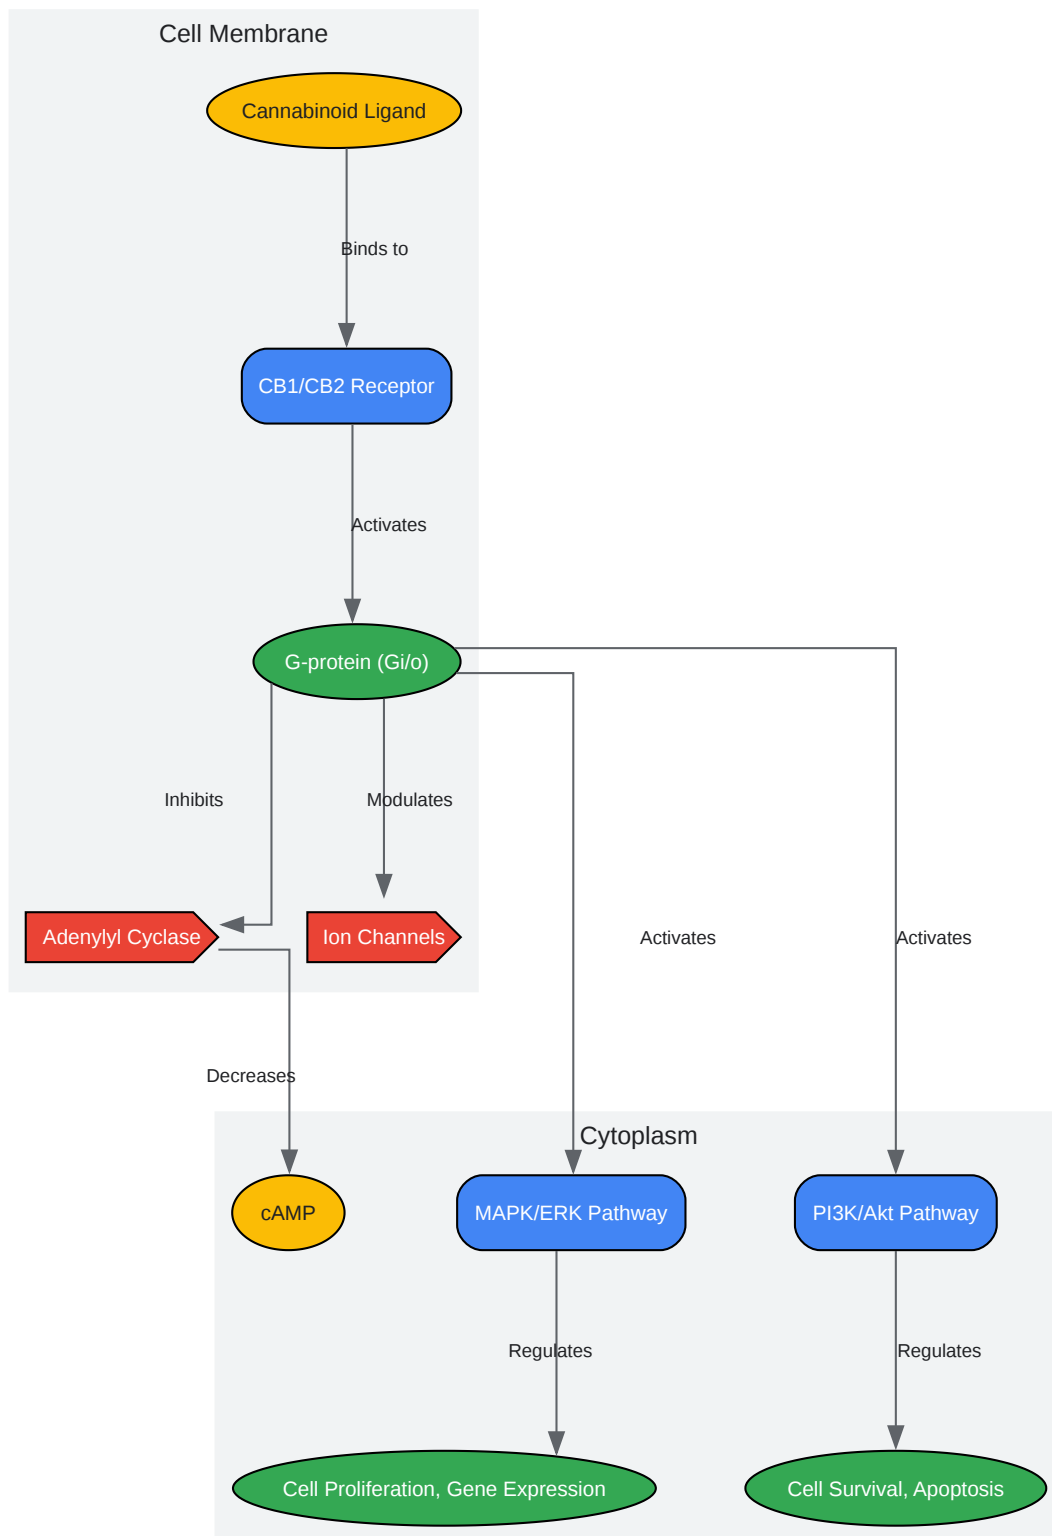 Cell Membrane
Cannabinoid Ligand
Binds to
CB1/CB2 Receptor
Activates
G-protein (Gi/o)
Inhibits
Modulates
Adenylyl Cyclase
Ion Channels
Activates
Activates
Decreases
Cytoplasm
cAMP
MAPK/ERK Pathway
PI3K/Akt Pathway
Regulates
Regulates
Cell Proliferation, Gene Expression
Cell Survival, Apoptosis